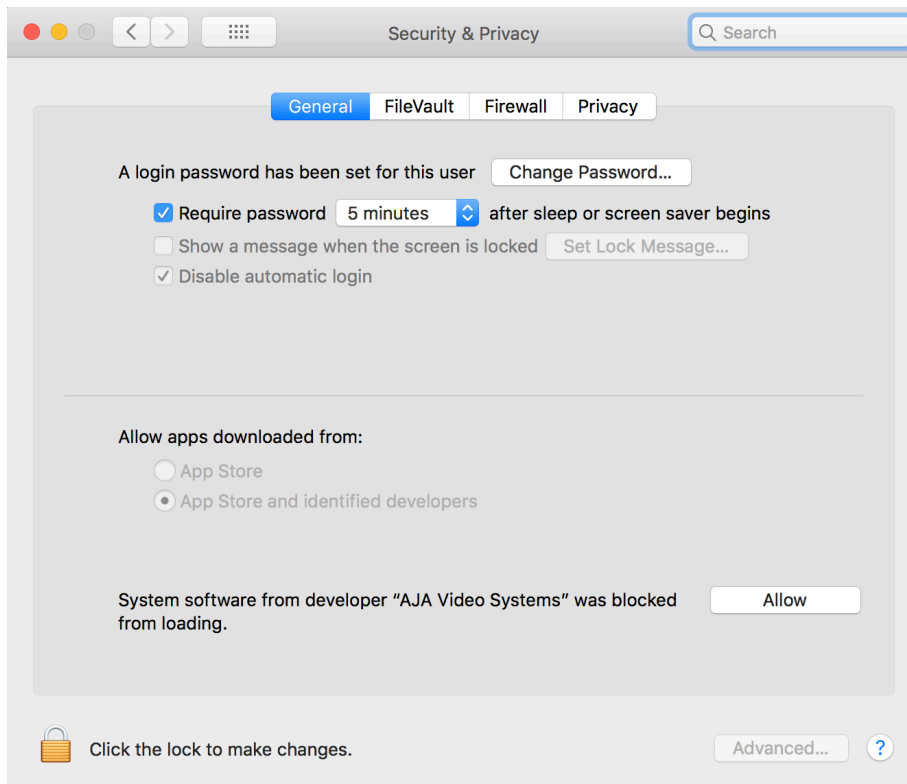 Security & Privacy
Search
General FileVault Firewall Privacy
A login password has been set for this user Change Password...
Require password 5 minutes after sleep or screen saver begins
Show a message when the screen is locked Set Lock Message...
Disable automatic login
Allow apps downloaded from:
App Store
App Store and identified developers
System software from developer “AJA Video Systems” was blocked
from loading.
Allow
Click the lock to make changes.
Advanced...
?